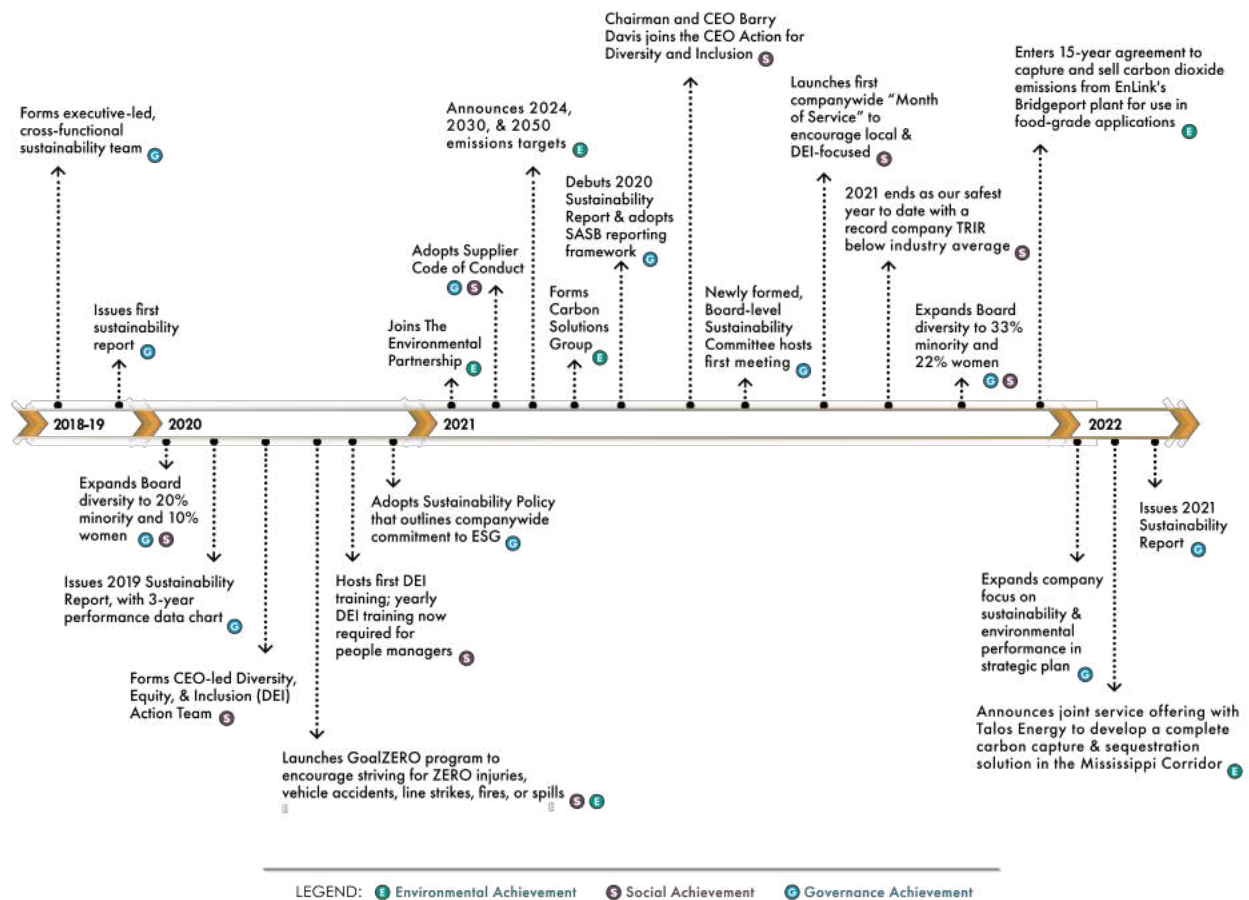 Forms executive-led,
cross-functional
sustainability team G
Issues first
sustainability
report G
Joins The
Environmental
Partnership E
Adopts Supplier
Code of Conduct
G S
Announces 2024,
2030, & 2050
emissions targets E
Forms
Carbon
Solutions
Group E
Debuts 2020
Sustainability
Report & adopts
SASB reporting
framework G
Chairman and CEO Barry
Davis joins the CEO Action for
Diversity and Inclusion S
Newly formed,
Board-level
Sustainability
Committee hosts
first meeting G
Launches first
companywide “Month
of Service” to
encourage local &
DEI-focused S
2021 ends as our safest
year to date with a
record company TRIR
below industry average S
Expands Board
diversity to 33%
minority and
22% women
G S
Enters 15-year agreement to
capture and sell carbon dioxide
emissions from EnLink's
Bridgeport plant for use in
food-grade applications E
2018-19
2020
2021
2022
Expands Board
diversity to 20%
minority and 10%
women G S
Issues 2019 Sustainability
Report, with 3-year
performance data chart G
Forms CEO-led Diversity,
Equity, & Inclusion (DEI)
Action Team S
Launches GoalZERO program to
encourage striving for ZERO injuries,
vehicle accidents, line strikes, fires, or spills S E
Hosts first DEI
training; yearly
DEI training now
required for
people managers S
Adopts Sustainability Policy
that outlines companywide
commitment to ESG G
Expands company
focus on
sustainability &
environmental
performance in
strategic plan G
Announces joint service offering with
Talos Energy to develop a complete
carbon capture & sequestration
solution in the Mississippi Corridor E
Issues 2021
Sustainability
Report G
LEGEND: E Environmental Achievement S Social Achievement G Governance Achievement